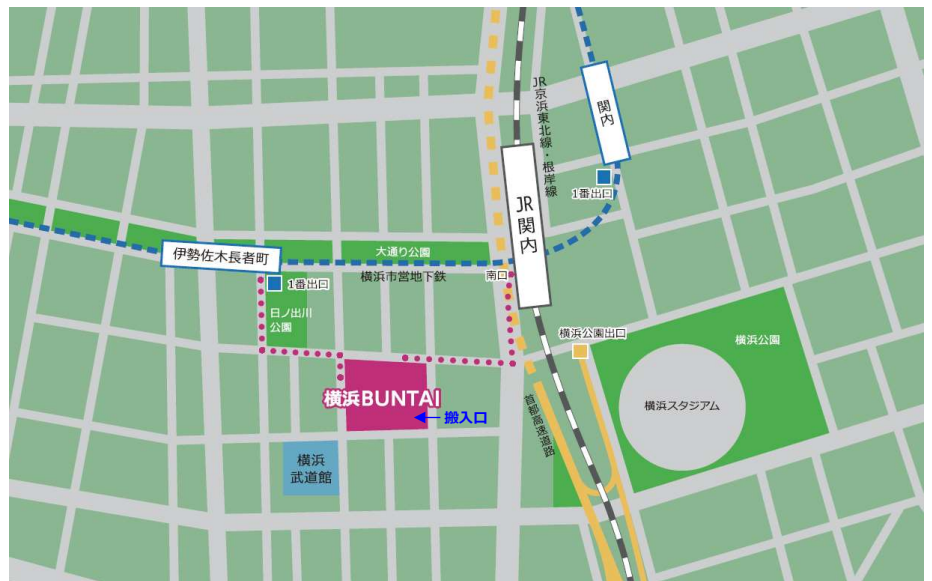 関内
JR京浜東北線・根岸線
1番出口
JR関内
大通り公園
伊勢佐木長者町
横浜市営地下鉄
南口
1番出口
日ノ出川
公園
横浜公園出口
横浜公園
横浜BUNTAI
搬入口
首都高速道路
横浜スタジアム
横浜
武道館